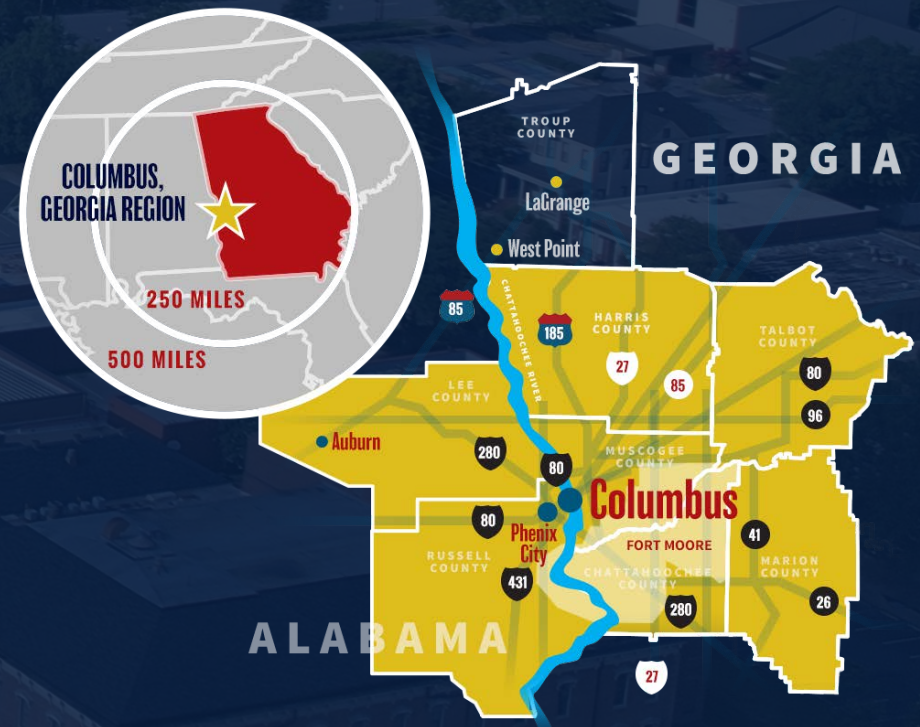 COLUMBUS,
GEORGIA REGION
250 MILES
500 MILES
TROUP
COUNTY
GEORGIA
LaGrange
West Point
85
CHATTAHOOCHEE RIVER
185
HARRIS
COUNTY
27
85
TALBOT
COUNTY
80
96
LEE
COUNTY
Auburn
280
80
MUSCOGEE
COUNTY
Columbus
80
Phenix
City
FORT MOORE
41
RUSSELL
COUNTY
431
CHATTAHOOCHEE
COUNTY
280
MARION
COUNTY
26
ALABAMA
27